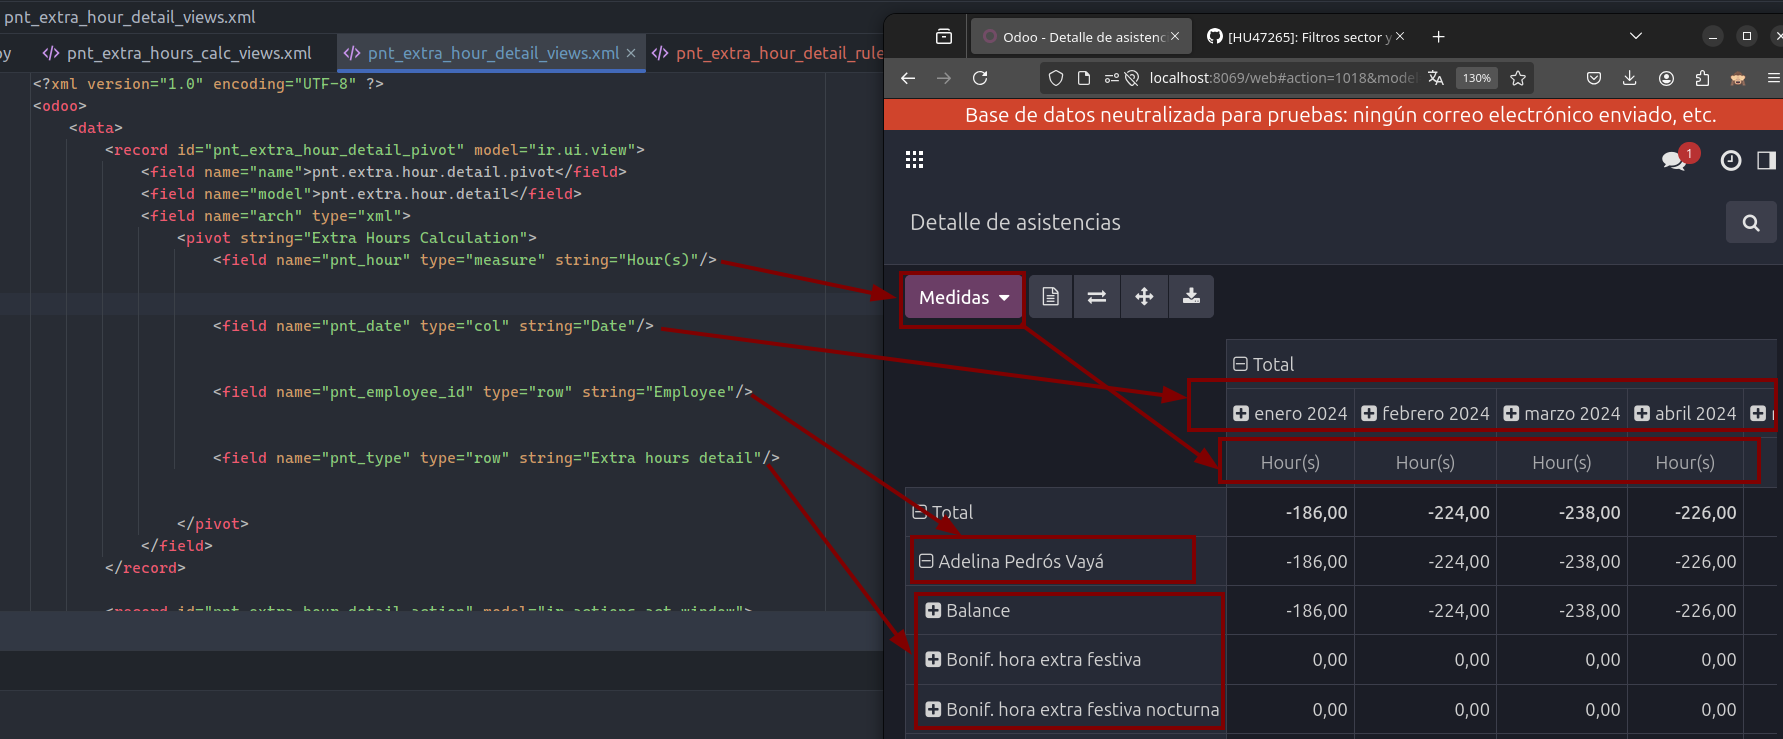 pnt_extra_hour_detail_views.xml
oy
pnt_extra_hours_calc_views.xml
pnt_extra_hour_detail_views.xml
pnt_extra_hour_detail_rule
<?xml version="1.0" encoding="UTF-8" ?>
<odoo>
<data>
<record id="pnt_extra_hour_detail_pivot" model="ir.ui.view">
<field name="name">pnt.extra.hour.detail.pivot</field>
<field name="model">pnt.extra.hour.detail</field>
<field name="arch" type="xml">
<pivot string="Extra Hours Calculation">
<field name="pnt_hour" type="measure" string="Hour(s)"/>
<field name="pnt_date" type="col" string="Date"/>
<field name="pnt_employee_id" type="row" string="Employee"/>
<field name="pnt_type" type="row" string="Extra hours detail"/>
</pivot>
</field>
</record>
<record id="pnt_extra_hour_detail_action" model="ir.actions.act_window">
Odoo - Detalle de asistenc
[HU47265]: Filtros sector y
localhost:8069/web#action=1018&model
130%
Base de datos neutralizada para pruebas: ningún correo electrónico enviado, etc.
1
Detalle de asistencias
Medidas
Total
enero 2024 febrero 2024 marzo 2024 abril 2024
Hour(s) Hour(s) Hour(s) Hour(s)
Total -186,00 -224,00 -238,00 -226,00
Adelina Pedrós Vayá -186,00 -224,00 -238,00 -226,00
Balance -186,00 -224,00 -238,00 -226,00
Bonif. hora extra festiva 0,00 0,00 0,00 0,00
Bonif. hora extra festiva nocturna 0,00 0,00 0,00 0,00